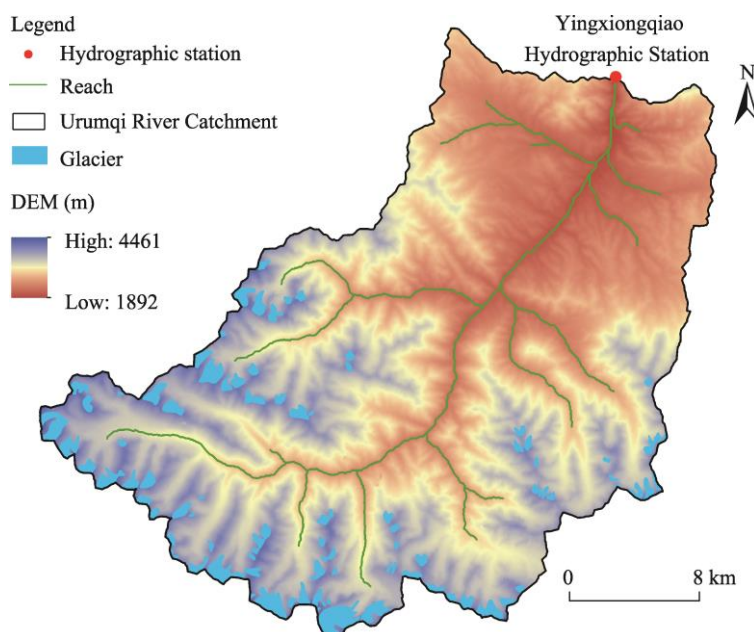 Legend
Hydrographic station
Reach
Urumqi River Catchment
Glacier
DEM (m)
High: 4461
Low: 1892
Yingxiongqiao
Hydrographic Station
N
0 8 km